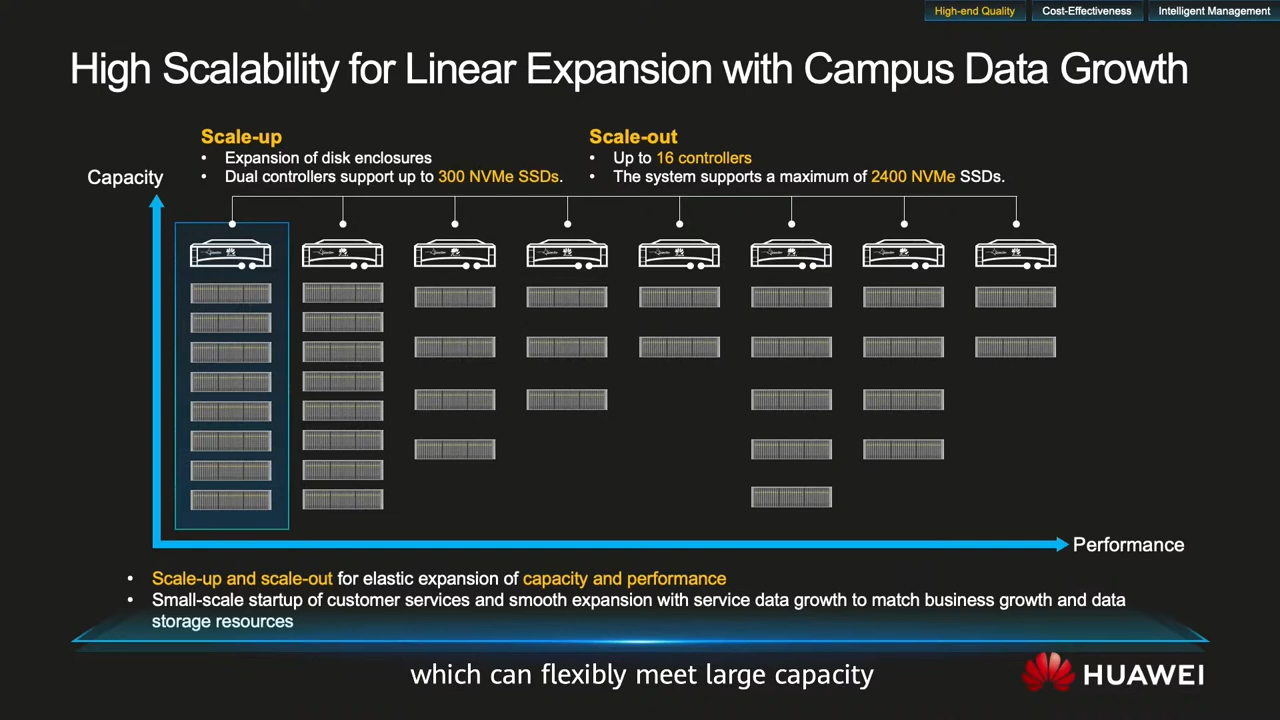 High-end Quality
Cost-Effectiveness
Intelligent Management
High Scalability for Linear Expansion with Campus Data Growth
Scale-up
• Expansion of disk enclosures
• Dual controllers support up to 300 NVMe SSDs.
Scale-out
• Up to 16 controllers
• The system supports a maximum of 2400 NVMe SSDs.
Capacity
Performance
• Scale-up and scale-out for elastic expansion of capacity and performance
• Small-scale startup of customer services and smooth expansion with service data growth to match business growth and data
storage resources
which can flexibly meet large capacity
HUAWEI